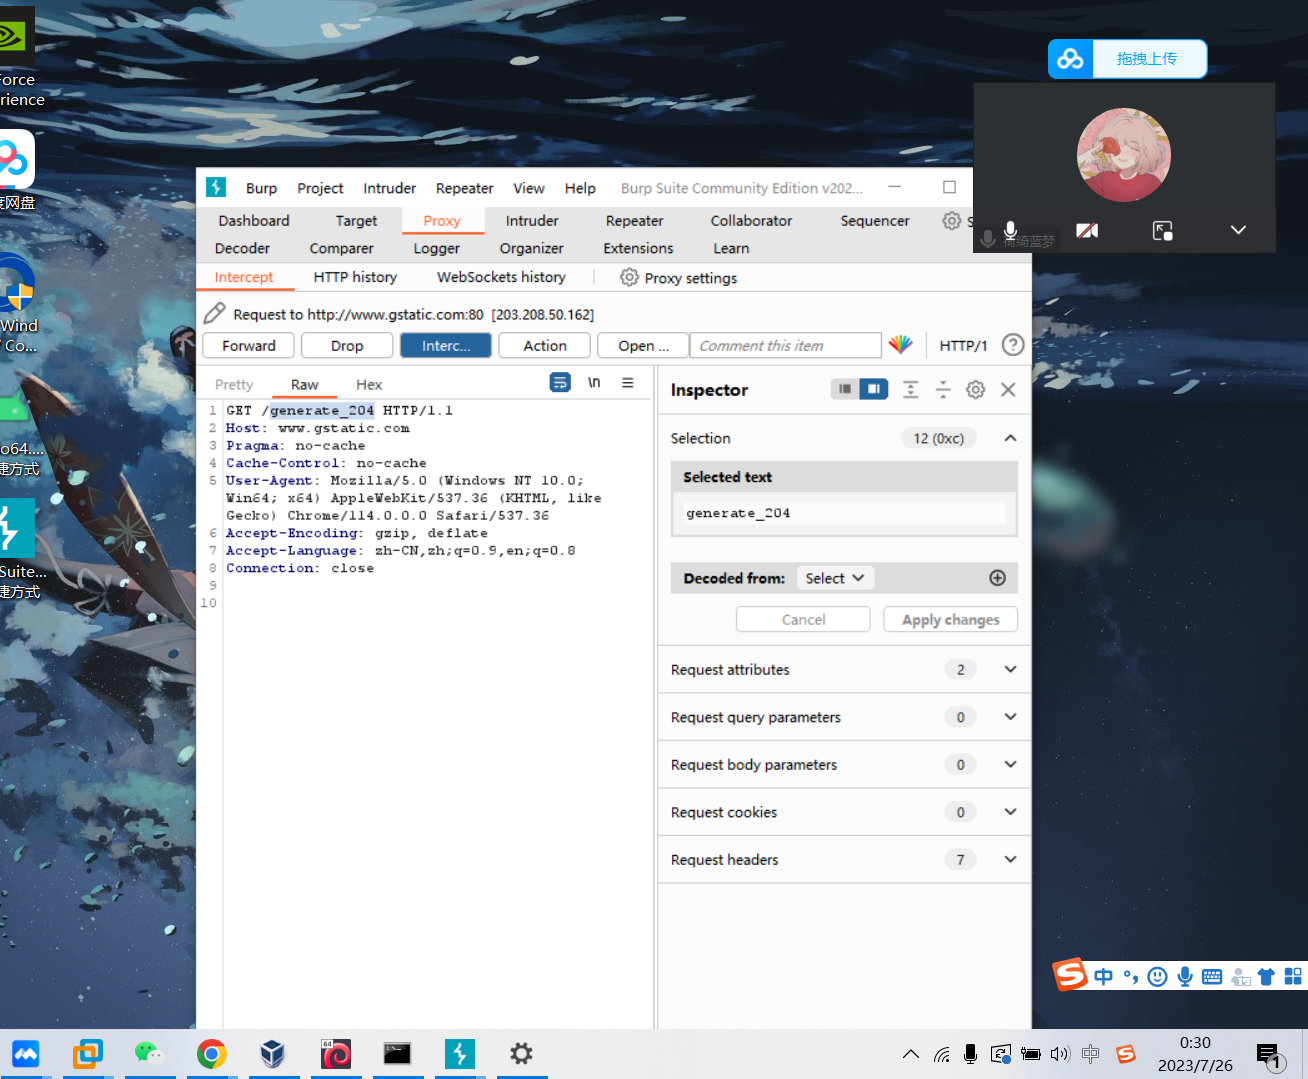 Force
rience
度网盘
Wind
Co...
o64....
捷方式
Suite...
捷方式
拖拽上传
Burp Project Intruder Repeater View Help Burp Suite Community Edition v202...
Dashboard Target Proxy Intruder Repeater Collaborator Sequencer S
Decoder Comparer Logger Organizer Extensions Learn
Intercept HTTP history WebSockets history Proxy settings
Request to http://www.gstatic.com:80 [203.208.50.162]
Forward Drop Interc... Action Open ... Comment this item HTTP/1 ?
Pretty Raw Hex \n
1 GET /generate_204 HTTP/1.1
2 Host: www.gstatic.com
3 Pragma: no-cache
4 Cache-Control: no-cache
5 User-Agent: Mozilla/5.0 (Windows NT 10.0;
Win64; x64) AppleWebKit/537.36 (KHTML, like
Gecko) Chrome/114.0.0.0 Safari/537.36
6 Accept-Encoding: gzip, deflate
7 Accept-Language: zh-CN,zh;q=0.9,en;q=0.8
8 Connection: close
9
10
Inspector
Selection 12 (0xc)
Selected text
generate_204
Decoded from: Select
Cancel Apply changes
Request attributes 2
Request query parameters 0
Request body parameters 0
Request cookies 0
Request headers 7
绮蓝梦
S 中
64
中 S
0:30
2023/7/26
1